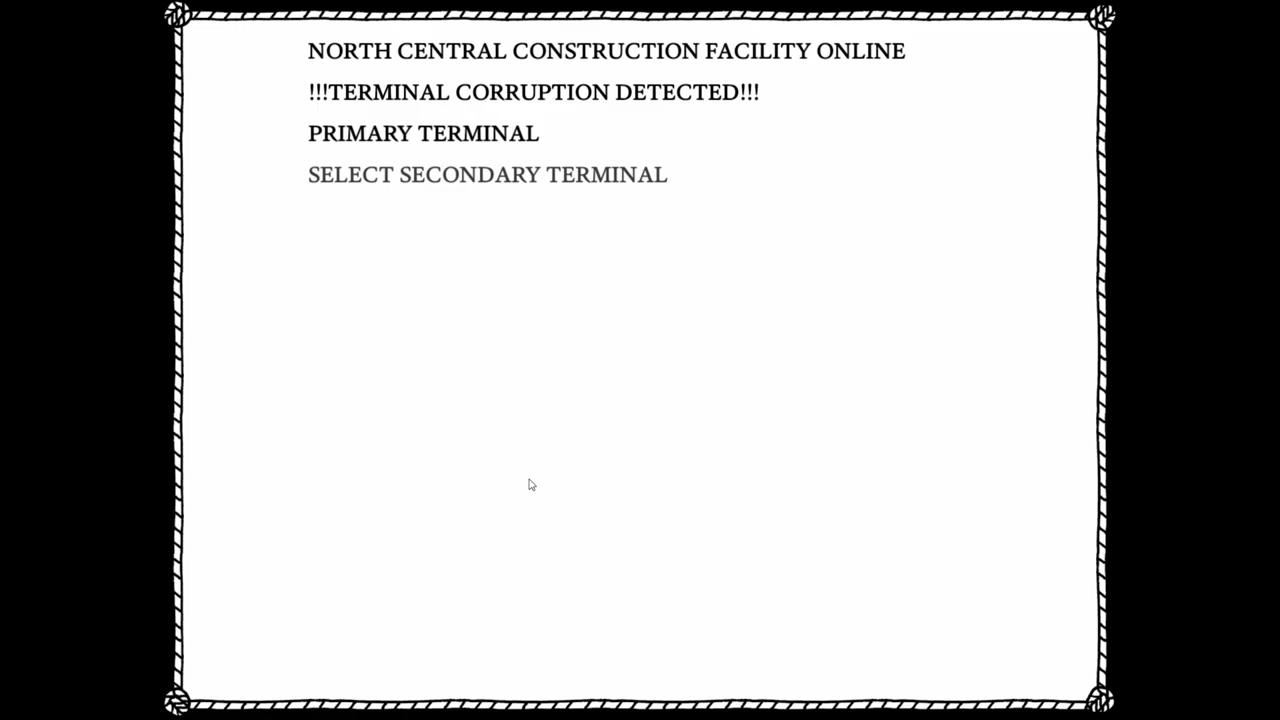 NORTH CENTRAL CONSTRUCTION FACILITY ONLINE
!!!TERMINAL CORRUPTION DETECTED!!!
PRIMARY TERMINAL
SELECT SECONDARY TERMINAL